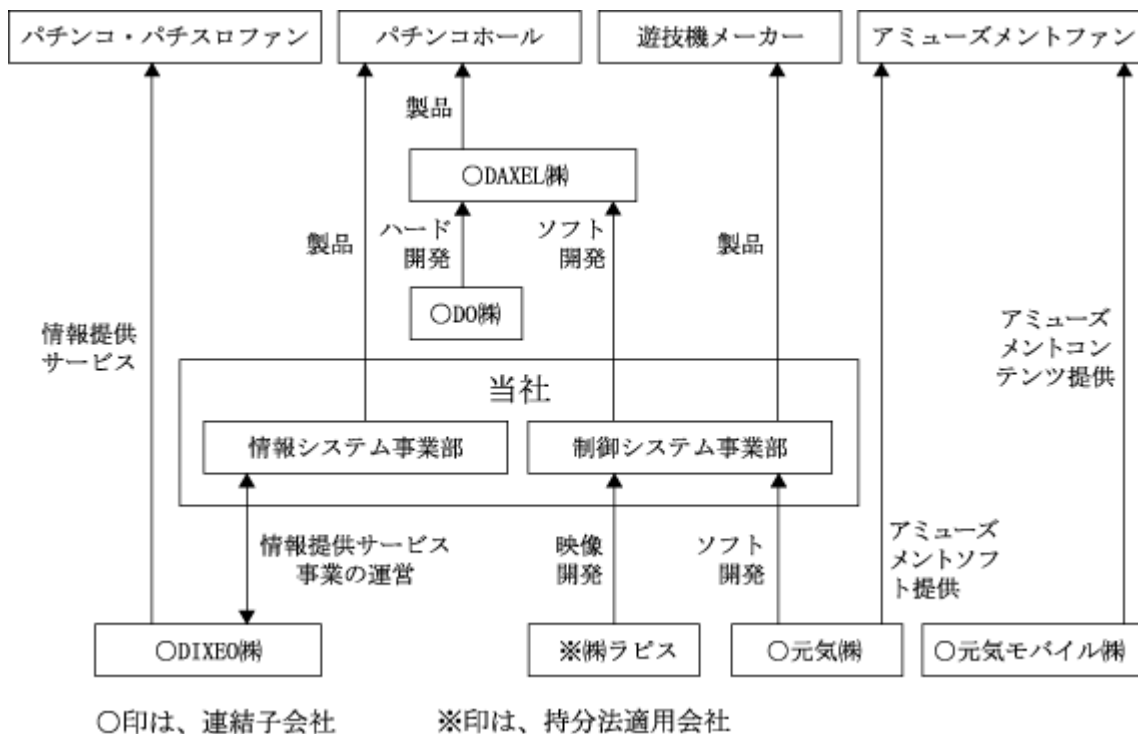 パチンコ・パチスロファン
パチンコホール
遊技機メーカー
アミューズメントファン
製品
○DAXEL㈱
ハード
開発
ソフト
開発
製品
製品
○DO㈱
情報提供
サービス
アミューズ
メントコン
テンツ提供
当社
情報システム事業部
制御システム事業部
情報提供サービス
事業の運営
映像
開発
ソフト
開発
アミューズ
メントソフ
ト提供
○DIXEO㈱
※㈱ラビス
○元気㈱
○元気モバイル㈱
○印は、連結子会社
※印は、持分法適用会社